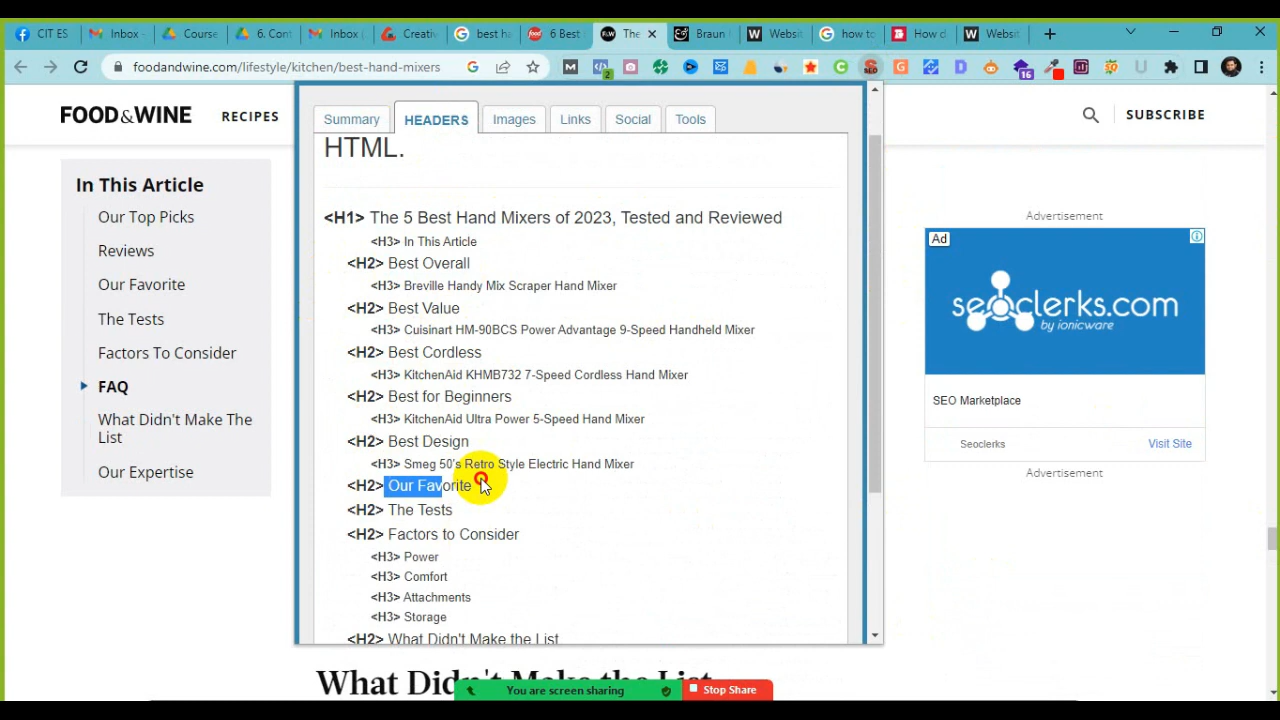 CIT ES
Inbox -
Course
6. Cont
Inbox (
Creativ
best ha
6 Best
The
Braun
Websit
how to
How d
Websit
foodandwine.com/lifestyle/kitchen/best-hand-mixers
2
16
FOOD&WINE
RECIPES
SUBSCRIBE
In This Article
Our Top Picks
Reviews
Our Favorite
The Tests
Factors To Consider
FAQ
What Didn't Make The
List
Our Expertise
Summary
HEADERS
Images
Links
Social
Tools
HTML.
<H1> The 5 Best Hand Mixers of 2023, Tested and Reviewed
<H3> In This Article
<H2> Best Overall
<H3> Breville Handy Mix Scraper Hand Mixer
<H2> Best Value
<H3> Cuisinart HM-90BCS Power Advantage 9-Speed Handheld Mixer
<H2> Best Cordless
<H3> KitchenAid KHMB732 7-Speed Cordless Hand Mixer
<H2> Best for Beginners
<H3> KitchenAid Ultra Power 5-Speed Hand Mixer
<H2> Best Design
<H3> Smeg 50's Retro Style Electric Hand Mixer
<H2> Our Favorite
<H2> The Tests
<H2> Factors to Consider
<H3> Power
<H3> Comfort
<H3> Attachments
<H3> Storage
<H2> What Didn't Make the List
Advertisement
Ad
seoclerks.com
by ionicware
SEO Marketplace
Seoclerks
Visit Site
Advertisement
What Didn't Make the List
You are screen sharing
Stop Share